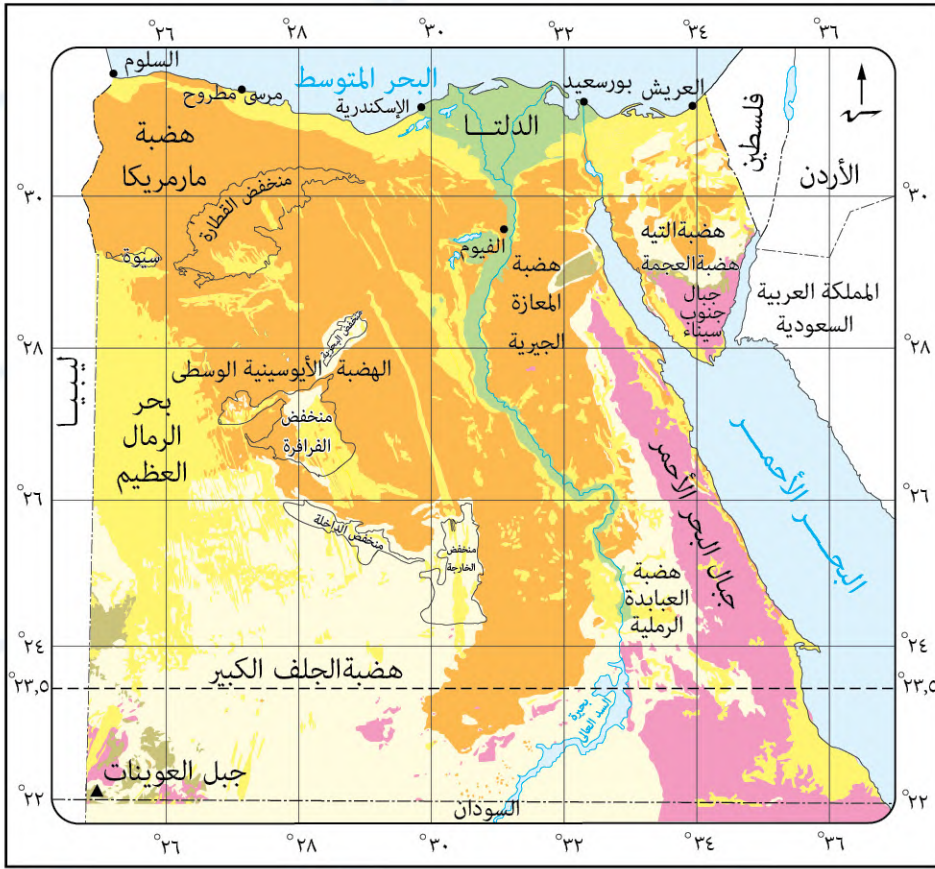 °٢٦ °٢٨ °٣٠ °٣٢ °٣٤ °٣٦
السلوم
مرسى مطروح
البحر المتوسط
الإسكندرية
بورسعيد
العريش
فلسطين
الأردن
الدلتــا
هضبة
مارمريكا
منخفض القطارة
سيوة
°٣٠
°٣٠
الفيوم
هضبة التيه
هضبة العجمة
جبال
جنوب
سيناء
المملكة العربية
السعودية
هضبة
المعازة
الجيرية
°٢٨
°٢٨
ليبيا
منخفض البحرية
الهضبة الأيوسينية الوسطى
بحر
الرمال
العظيم
منخفض
الفرافرة
البحر الأحمر
جبال البحر الأحمر
°٢٦
°٢٦
منخفض الداخلة
منخفض
الخارجة
هضبة
العبابدة
الرملية
°٢٤
°٢٤
هضبة الجلف الكبير
°٢٣,٥
°٢٣,٥
بحيرة
السد العالى
جبل العوينات
°٢٢
°٢٢
السودان
°٢٦ °٢٨ °٣٠ °٣٢ °٣٤ °٣٦